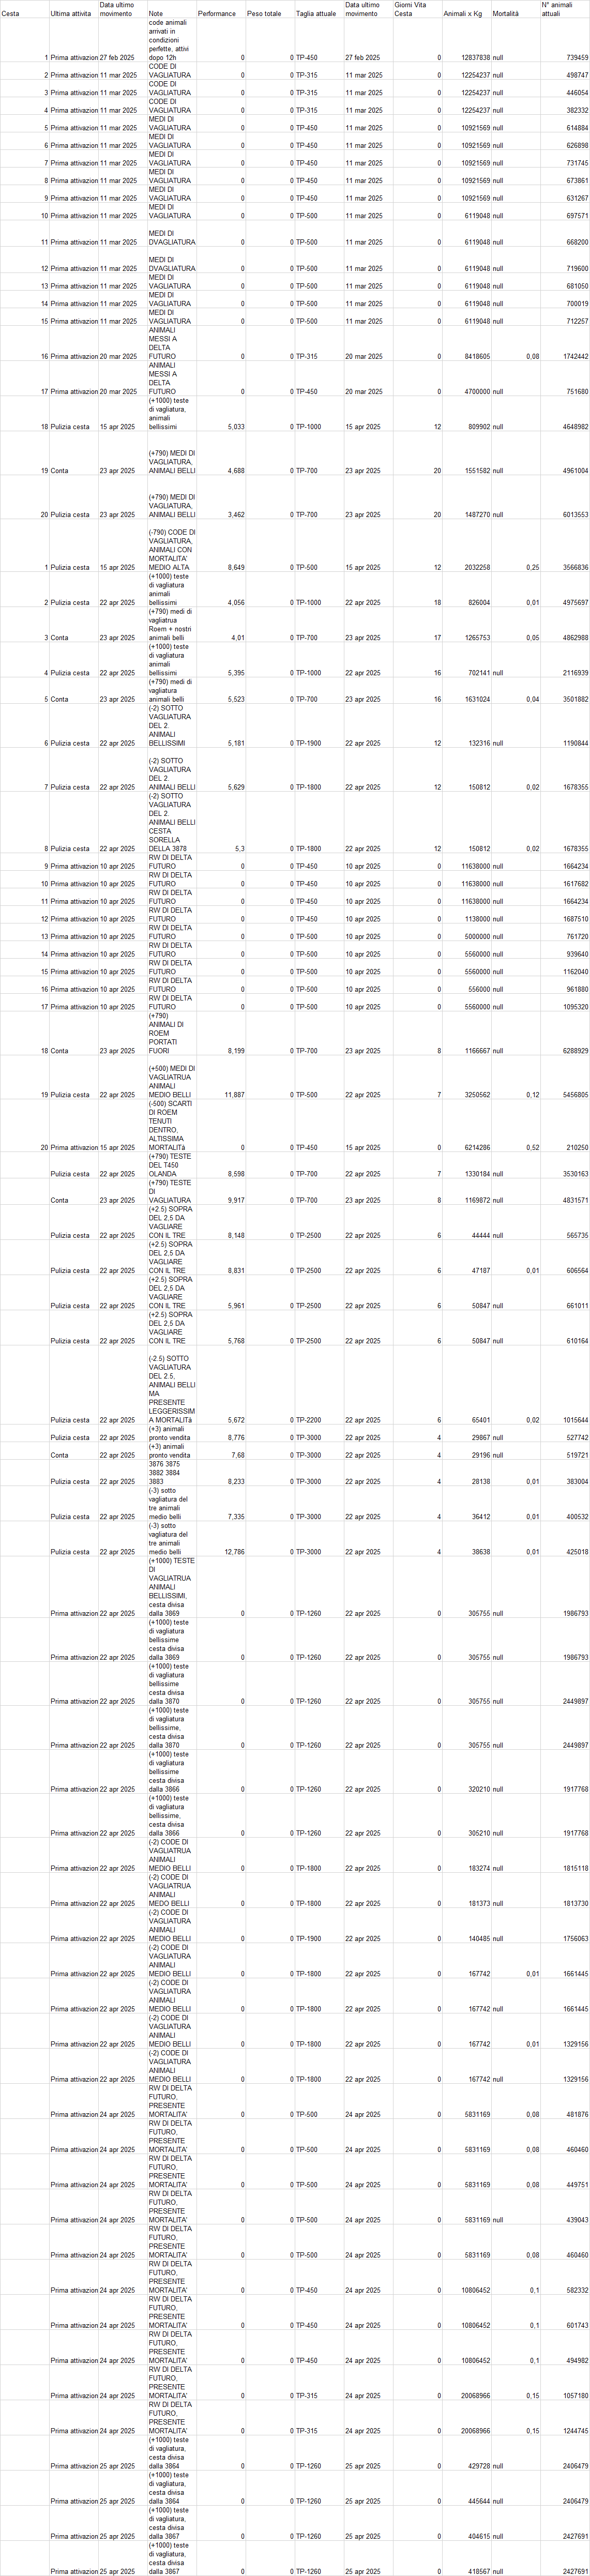 Cesta Ultima attivita Data ultimo movimento Note Performance Peso totale Taglia attuale Data ultimo movimento Giorni Vita Cesta Animali x Kg Mortalità N° animali attuali
1 Prima attivazion 27 feb 2025 code animali arrivati in condizioni perfette, attivi dopo 12h 0 0 TP-450 27 feb 2025 0 12837838 null 739459
2 Prima attivazion 11 mar 2025 CODE DI VAGLIATURA 0 0 TP-315 11 mar 2025 0 12254237 null 498747
3 Prima attivazion 11 mar 2025 CODE DI VAGLIATURA 0 0 TP-315 11 mar 2025 0 12254237 null 446054
4 Prima attivazion 11 mar 2025 CODE DI VAGLIATURA 0 0 TP-315 11 mar 2025 0 12254237 null 382332
5 Prima attivazion 11 mar 2025 MEDI DI VAGLIATURA 0 0 TP-450 11 mar 2025 0 10921569 null 614884
6 Prima attivazion 11 mar 2025 MEDI DI VAGLIATURA 0 0 TP-450 11 mar 2025 0 10921569 null 626898
7 Prima attivazion 11 mar 2025 MEDI DI VAGLIATURA 0 0 TP-450 11 mar 2025 0 10921569 null 731745
8 Prima attivazion 11 mar 2025 MEDI DI VAGLIATURA 0 0 TP-450 11 mar 2025 0 10921569 null 673861
9 Prima attivazion 11 mar 2025 MEDI DI VAGLIATURA 0 0 TP-450 11 mar 2025 0 10921569 null 631267
10 Prima attivazion 11 mar 2025 MEDI DI VAGLIATURA 0 0 TP-500 11 mar 2025 0 6119048 null 697571
11 Prima attivazion 11 mar 2025 MEDI DI DVAGLIATURA 0 0 TP-500 11 mar 2025 0 6119048 null 668200
12 Prima attivazion 11 mar 2025 MEDI DI DVAGLIATURA 0 0 TP-500 11 mar 2025 0 6119048 null 719600
13 Prima attivazion 11 mar 2025 MEDI DI VAGLIATURA 0 0 TP-500 11 mar 2025 0 6119048 null 681050
14 Prima attivazion 11 mar 2025 MEDI DI VAGLIATURA 0 0 TP-500 11 mar 2025 0 6119048 null 700019
15 Prima attivazion 11 mar 2025 MEDI DI VAGLIATURA 0 0 TP-500 11 mar 2025 0 6119048 null 712257
16 Prima attivazion 20 mar 2025 ANIMALI MESSI A DELTA FUTURO 0 0 TP-315 20 mar 2025 0 8418605 0,08 1742442
17 Prima attivazion 20 mar 2025 ANIMALI MESSI A DELTA FUTURO 0 0 TP-450 20 mar 2025 0 4700000 null 751680
18 Pulizia cesta 15 apr 2025 (+1000) teste di vagliatura, animali bellissimi 5,033 0 TP-1000 15 apr 2025 12 809902 null 4648982
19 Conta 23 apr 2025 (+790) MEDI DI VAGLIATURA, ANIMALI BELLI 4,688 0 TP-700 23 apr 2025 20 1551582 null 4961004
20 Pulizia cesta 23 apr 2025 (+790) MEDI DI VAGLIATURA, ANIMALI BELLI 3,462 0 TP-700 23 apr 2025 20 1487270 null 6013553
1 Pulizia cesta 15 apr 2025 (-790) CODE DI VAGLIATURA, ANIMALI CON MORTALITA' MEDIO ALTA 8,649 0 TP-500 15 apr 2025 12 2032258 0,25 3566836
2 Pulizia cesta 22 apr 2025 (+1000) teste di vagliatura animali bellissimi 4,056 0 TP-1000 22 apr 2025 18 826004 0,01 4975697
3 Conta 23 apr 2025 (+790) medi di vagliatrua Roem + nostri animali belli 4,01 0 TP-700 23 apr 2025 17 1265753 0,05 4862988
4 Pulizia cesta 22 apr 2025 (+1000) teste di vagliatura animali bellissimi 5,395 0 TP-1000 22 apr 2025 16 702141 null 2116939
5 Conta 23 apr 2025 (+790) medi di vagliatura animali belli 5,523 0 TP-700 23 apr 2025 16 1631024 0,04 3501882
6 Pulizia cesta 22 apr 2025 (-2) SOTTO VAGLIATURA DEL 2. ANIMALI BELLISSIMI 5,181 0 TP-1900 22 apr 2025 12 132316 null 1190844
7 Pulizia cesta 22 apr 2025 (-2) SOTTO VAGLIATURA DEL 2. ANIMALI BELLI 5,629 0 TP-1800 22 apr 2025 12 150812 0,02 1678355
8 Pulizia cesta 22 apr 2025 (-2) SOTTO VAGLIATURA DEL 2. ANIMALI BELLI CESTA SORELLA DELLA 3878 5,3 0 TP-1800 22 apr 2025 12 150812 0,02 1678355
9 Prima attivazion 10 apr 2025 RW DI DELTA FUTURO 0 0 TP-450 10 apr 2025 0 11638000 null 1664234
10 Prima attivazion 10 apr 2025 RW DI DELTA FUTURO 0 0 TP-450 10 apr 2025 0 11638000 null 1617682
11 Prima attivazion 10 apr 2025 RW DI DELTA FUTURO 0 0 TP-450 10 apr 2025 0 11638000 null 1664234
12 Prima attivazion 10 apr 2025 RW DI DELTA FUTURO 0 0 TP-450 10 apr 2025 0 1138000 null 1687510
13 Prima attivazion 10 apr 2025 RW DI DELTA FUTURO 0 0 TP-500 10 apr 2025 0 5000000 null 761720
14 Prima attivazion 10 apr 2025 RW DI DELTA FUTURO 0 0 TP-500 10 apr 2025 0 5560000 null 939640
15 Prima attivazion 10 apr 2025 RW DI DELTA FUTURO 0 0 TP-500 10 apr 2025 0 5560000 null 1162040
16 Prima attivazion 10 apr 2025 RW DI DELTA FUTURO 0 0 TP-500 10 apr 2025 0 556000 null 961880
17 Prima attivazion 10 apr 2025 RW DI DELTA FUTURO 0 0 TP-500 10 apr 2025 0 5560000 null 1095320
18 Conta 23 apr 2025 (+790) ANIMALI DI ROEM PORTATI FUORI 8,199 0 TP-700 23 apr 2025 8 1166667 null 6288929
19 Pulizia cesta 22 apr 2025 (+500) MEDI DI VAGLIATRUA ANIMALI MEDIO BELLI 11,887 0 TP-500 22 apr 2025 7 3250562 0,12 5456805
20 Prima attivazion 15 apr 2025 (-500) SCARTI DI ROEM TENUTI DENTRO, ALTISSIMA MORTALITà 0 0 TP-450 15 apr 2025 0 6214286 0,52 210250
Pulizia cesta 22 apr 2025 (+790) TESTE DEL T450 OLANDA 8,598 0 TP-700 22 apr 2025 7 1330184 null 3530163
Conta 23 apr 2025 (+790) TESTE DI VAGLIATURA 9,917 0 TP-700 23 apr 2025 8 1169872 null 4831571
Pulizia cesta 22 apr 2025 (+2.5) SOPRA DEL 2,5 DA VAGLIARE CON IL TRE 8,148 0 TP-2500 22 apr 2025 6 44444 null 565735
Pulizia cesta 22 apr 2025 (+2.5) SOPRA DEL 2,5 DA VAGLIARE CON IL TRE 8,831 0 TP-2500 22 apr 2025 6 47187 0,01 606564
Pulizia cesta 22 apr 2025 (+2.5) SOPRA DEL 2,5 DA VAGLIARE CON IL TRE 5,961 0 TP-2500 22 apr 2025 6 50847 null 661011
Pulizia cesta 22 apr 2025 (+2.5) SOPRA DEL 2,5 DA VAGLIARE CON IL TRE 5,768 0 TP-2500 22 apr 2025 6 50847 null 610164
Pulizia cesta 22 apr 2025 (-2.5) SOTTO VAGLIATURA DEL 2.5, ANIMALI BELLI MA PRESENTE LEGGERISSIM A MORTALITà 5,672 0 TP-2200 22 apr 2025 6 65401 0,02 1015644
Pulizia cesta 22 apr 2025 (+3) animali pronto vendita 8,776 0 TP-3000 22 apr 2025 4 29867 null 527742
Conta 22 apr 2025 (+3) animali pronto vendita 7,68 0 TP-3000 22 apr 2025 4 29196 null 519721
Pulizia cesta 22 apr 2025 3876 3875 3882 3884 3883 8,233 0 TP-3000 22 apr 2025 4 28138 0,01 383004
Pulizia cesta 22 apr 2025 (-3) sotto vagliatura del tre animali medio belli 7,335 0 TP-3000 22 apr 2025 4 36412 0,01 400532
Pulizia cesta 22 apr 2025 (-3) sotto vagliatura del tre animali medio belli 12,786 0 TP-3000 22 apr 2025 4 38638 0,01 425018
Prima attivazion 22 apr 2025 (+1000) TESTE DI VAGLIATRUA ANIMALI BELLISSIMI, cesta divisa dalla 3869 0 0 TP-1260 22 apr 2025 0 305755 null 1986793
Prima attivazion 22 apr 2025 (+1000) teste di vagliatura bellissime cesta divisa dalla 3869 0 0 TP-1260 22 apr 2025 0 305755 null 1986793
Prima attivazion 22 apr 2025 (+1000) teste di vagliatura bellissime cesta divisa dalla 3870 0 0 TP-1260 22 apr 2025 0 305755 null 2449897
Prima attivazion 22 apr 2025 (+1000) teste di vagliatura bellissime, cesta divisa dalla 3870 0 0 TP-1260 22 apr 2025 0 305755 null 2449897
Prima attivazion 22 apr 2025 (+1000) teste di vagliatura bellissime cesta divisa dalla 3866 0 0 TP-1260 22 apr 2025 0 320210 null 1917768
Prima attivazion 22 apr 2025 (+1000) teste di vagliatura bellissime, cesta divisa dalla 3866 0 0 TP-1260 22 apr 2025 0 305210 null 1917768
Prima attivazion 22 apr 2025 (-2) CODE DI VAGLIATRUA ANIMALI MEDIO BELLI 0 0 TP-1800 22 apr 2025 0 183274 null 1815118
Prima attivazion 22 apr 2025 (-2) CODE DI VAGLIATRUA ANIMALI MEDO BELLI 0 0 TP-1800 22 apr 2025 0 181373 null 1813730
Prima attivazion 22 apr 2025 (-2) CODE DI VAGLIATURA ANIMALI MEDIO BELLI 0 0 TP-1900 22 apr 2025 0 140485 null 1756063
Prima attivazion 22 apr 2025 (-2) CODE DI VAGLIATURA ANIMALI MEDIO BELLI 0 0 TP-1800 22 apr 2025 0 167742 0,01 1661445
Prima attivazion 22 apr 2025 (-2) CODE DI VAGLIATURA ANIMALI MEDIO BELLI 0 0 TP-1800 22 apr 2025 0 167742 null 1661445
Prima attivazion 22 apr 2025 (-2) CODE DI VAGLIATURA ANIMALI MEDIO BELLI 0 0 TP-1800 22 apr 2025 0 167742 0,01 1329156
Prima attivazion 22 apr 2025 (-2) CODE DI VAGLIATURA ANIMALI MEDIO BELLI 0 0 TP-1800 22 apr 2025 0 167742 null 1329156
Prima attivazion 24 apr 2025 RW DI DELTA FUTURO, PRESENTE MORTALITA' 0 0 TP-500 24 apr 2025 0 5831169 0,08 481876
Prima attivazion 24 apr 2025 RW DI DELTA FUTURO, PRESENTE MORTALITA' 0 0 TP-500 24 apr 2025 0 5831169 0,08 460460
Prima attivazion 24 apr 2025 RW DI DELTA FUTURO, PRESENTE MORTALITA' 0 0 TP-500 24 apr 2025 0 5831169 0,08 449751
Prima attivazion 24 apr 2025 RW DI DELTA FUTURO, PRESENTE MORTALITA' 0 0 TP-500 24 apr 2025 0 5831169 null 439043
Prima attivazion 24 apr 2025 RW DI DELTA FUTURO, PRESENTE MORTALITA' 0 0 TP-500 24 apr 2025 0 5831169 0,08 460460
Prima attivazion 24 apr 2025 RW DI DELTA FUTURO, PRESENTE MORTALITA' 0 0 TP-450 24 apr 2025 0 10806452 0,1 582332
Prima attivazion 24 apr 2025 RW DI DELTA FUTURO, PRESENTE MORTALITA' 0 0 TP-450 24 apr 2025 0 10806452 0,1 601743
Prima attivazion 24 apr 2025 RW DI DELTA FUTURO, PRESENTE MORTALITA' 0 0 TP-450 24 apr 2025 0 10806452 0,1 494982
Prima attivazion 24 apr 2025 RW DI DELTA FUTURO, PRESENTE MORTALITA' 0 0 TP-315 24 apr 2025 0 20068966 0,15 1057180
Prima attivazion 24 apr 2025 RW DI DELTA FUTURO, PRESENTE MORTALITA' 0 0 TP-315 24 apr 2025 0 20068966 0,15 1244745
Prima attivazion 25 apr 2025 (+1000) teste di vagliatura, cesta divisa dalla 3864 0 0 TP-1260 25 apr 2025 0 429728 null 2406479
Prima attivazion 25 apr 2025 (+1000) teste di vagliatura, cesta divisa dalla 3864 0 0 TP-1260 25 apr 2025 0 445644 null 2406479
Prima attivazion 25 apr 2025 (+1000) teste di vagliatura, cesta divisa dalla 3867 0 0 TP-1260 25 apr 2025 0 404615 null 2427691
Prima attivazion 25 apr 2025 (+1000) teste di vagliatura, cesta divisa dalla 3867 0 0 TP-1260 25 apr 2025 0 418567 null 2427691